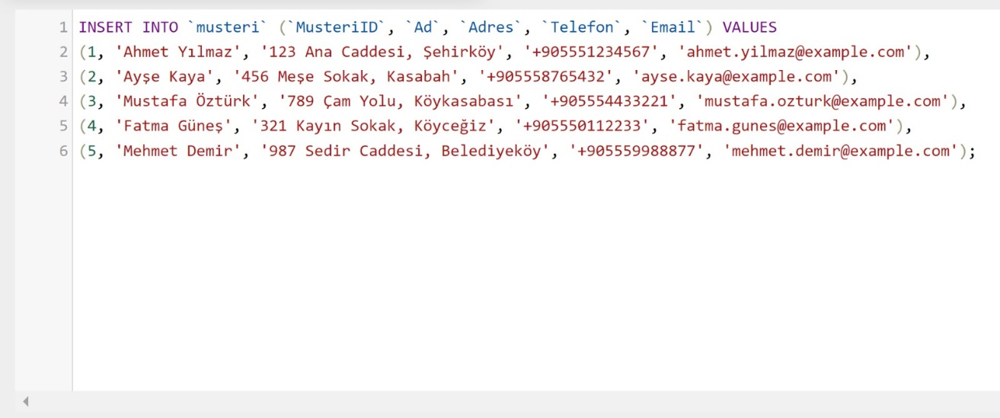 1 INSERT INTO `musteri` (`MusteriID`, `Ad`, `Adres`, `Telefon`, `Email`) VALUES
2 (1, 'Ahmet Yılmaz', '123 Ana Caddesi, Şehirköy', '+905551234567', 'ahmet.yilmaz@example.com'),
3 (2, 'Ayşe Kaya', '456 Meşe Sokak, Kasabah', '+905558765432', 'ayse.kaya@example.com'),
4 (3, 'Mustafa Öztürk', '789 Çam Yolu, Köykasabası', '+905554433221', 'mustafa.ozturk@example.com'),
5 (4, 'Fatma Güneş', '321 Kayın Sokak, Köyceğiz', '+905550112233', 'fatma.gunes@example.com'),
6 (5, 'Mehmet Demir', '987 Sedir Caddesi, Belediyeköy', '+905559988877', 'mehmet.demir@example.com');